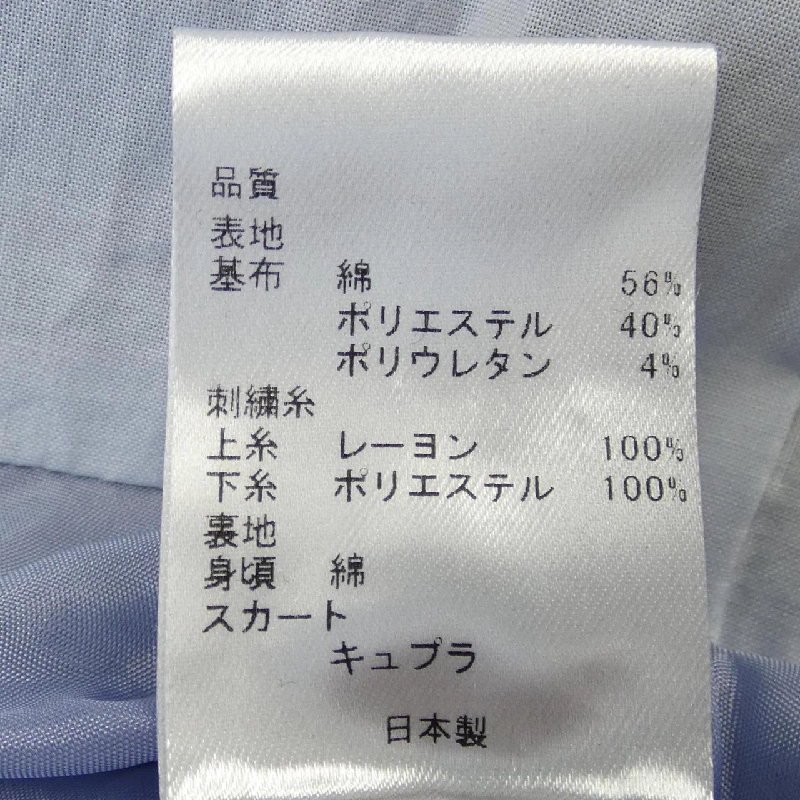 品質
表地
基布 綿 56%
ポリエステル 40%
ポリウレタン 4%
刺繍糸
上糸 レーヨン 100%
下糸 ポリエステル 100%
裏地
身頃 綿
スカート
キュプラ
日本製